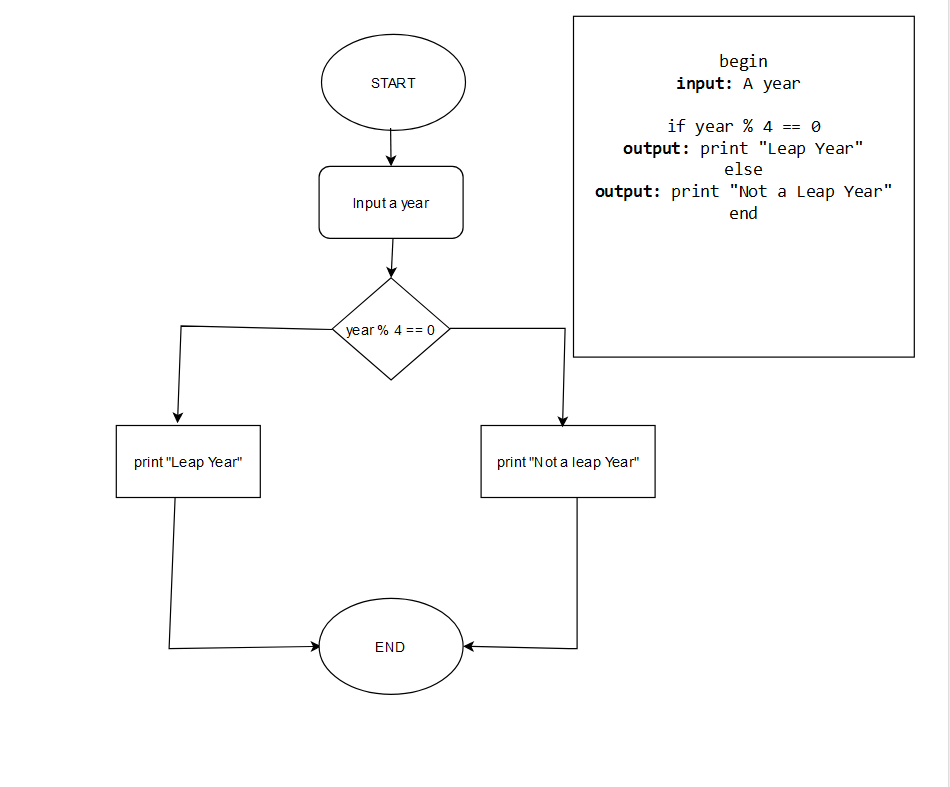 START
Input a year
year % 4 == 0
print "Leap Year"
print "Not a leap Year"
END
begin
input: A year
if year % 4 == 0
output: print "Leap Year"
else
output: print "Not a Leap Year"
end